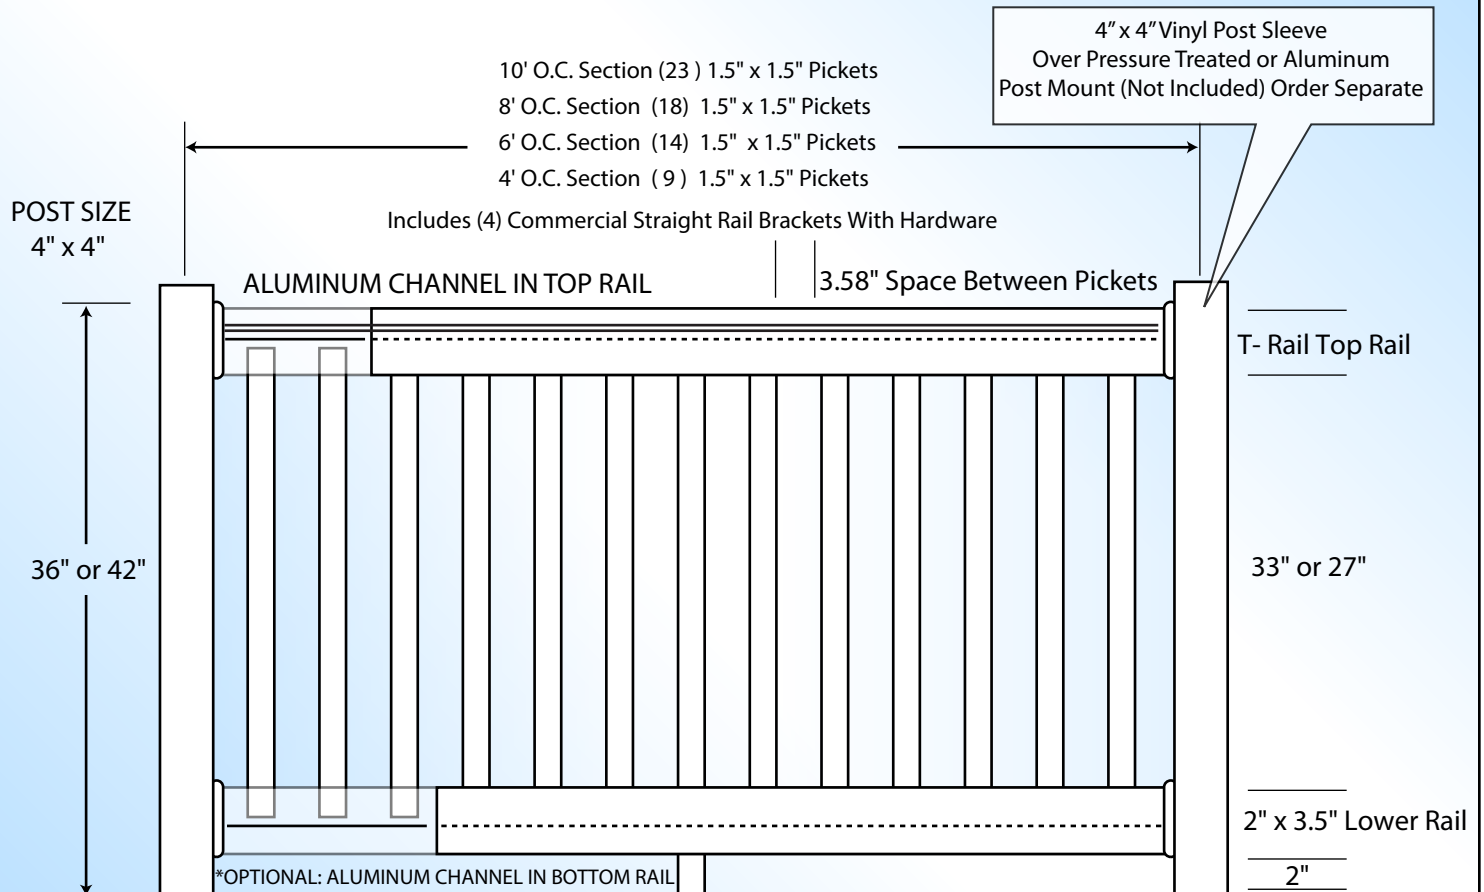 4” x 4” Vinyl Post Sleeve
Over Pressure Treated or Aluminum
Post Mount (Not Included) Order Separate
10' O.C. Section (23 ) 1.5" x 1.5" Pickets
8' O.C. Section (18) 1.5" x 1.5" Pickets
6' O.C. Section (14) 1.5" x 1.5" Pickets
4' O.C. Section ( 9 ) 1.5" x 1.5" Pickets
Includes (4) Commercial Straight Rail Brackets With Hardware
POST SIZE
4" x 4"
ALUMINUM CHANNEL IN TOP RAIL
3.58" Space Between Pickets
T- Rail Top Rail
36" or 42"
33" or 27"
2" x 3.5" Lower Rail
*OPTIONAL: ALUMINUM CHANNEL IN BOTTOM RAIL
2"